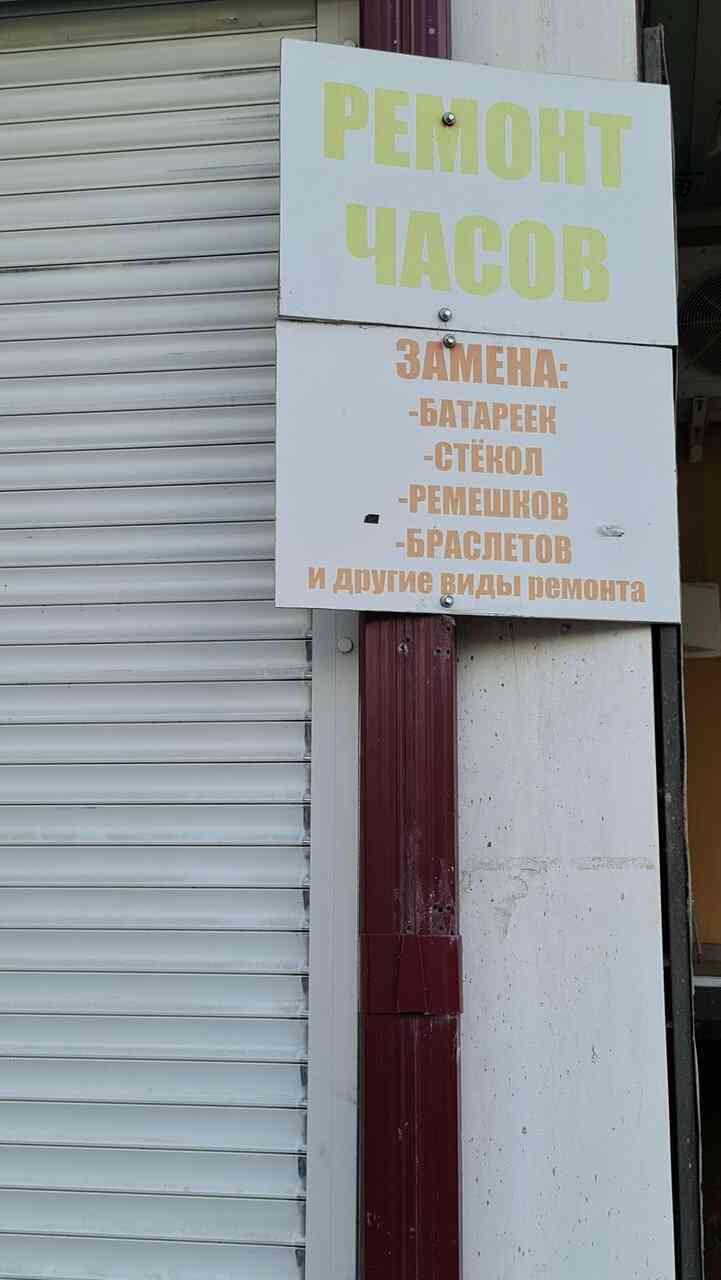 РЕМОНТ
ЧАСОВ
ЗАМЕНА:
-БАТАРЕЕК
-СТЁКОЛ
-РЕМЕШКОВ
-БРАСЛЕТОВ
и другие виды ремонта